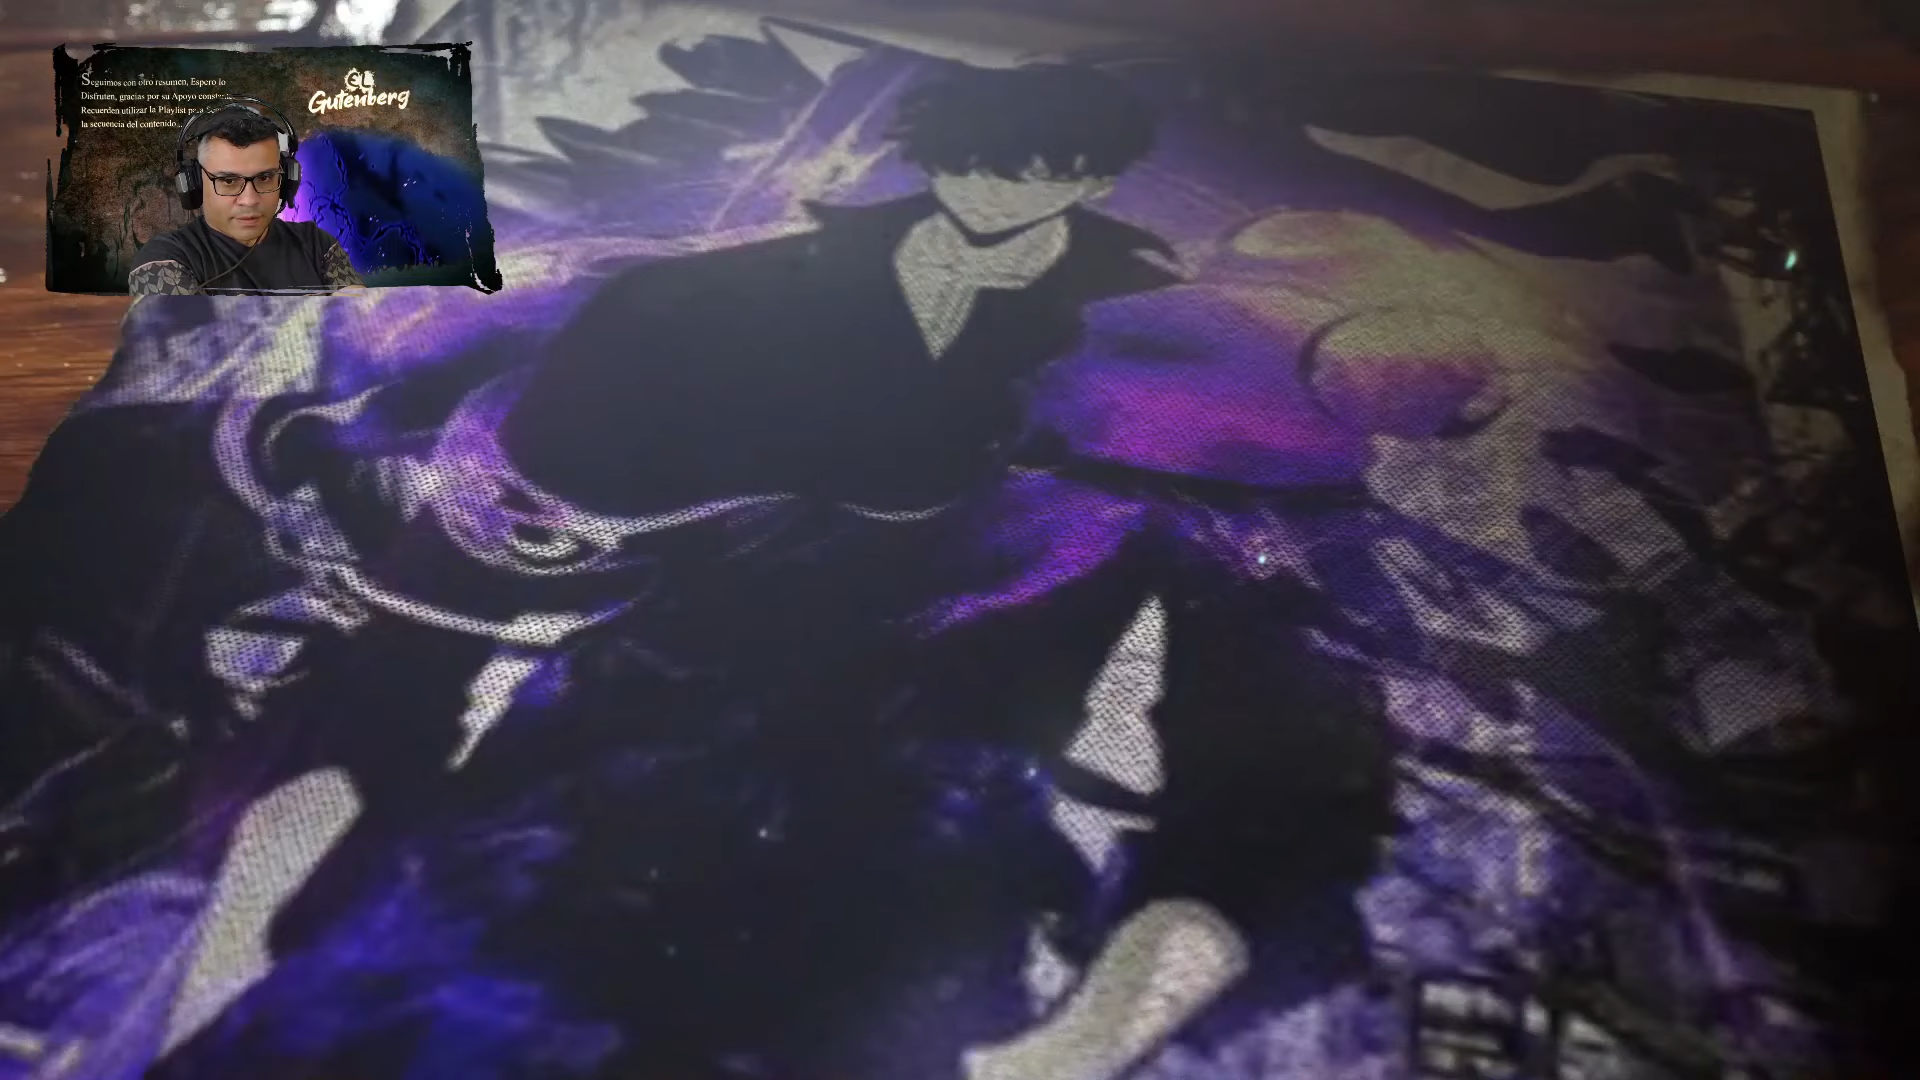 Seguimos con otro resumen, Espero lo
Disfruten, gracias por su Apoyo
Recuerden utilizar la Playlist
la secuencia del contenido...
EL
Gutenberg